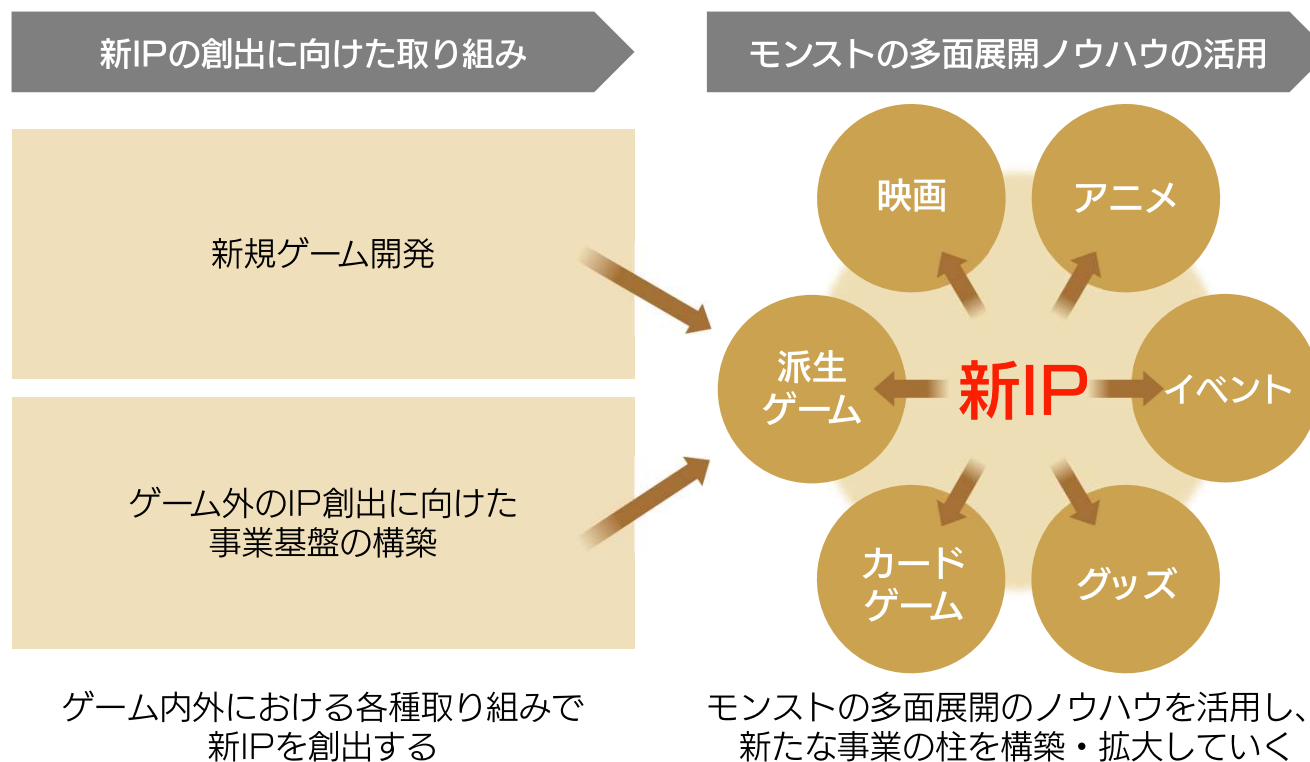 新IPの創出に向けた取り組み
モンストの多面展開ノウハウの活用
新規ゲーム開発
ゲーム外のIP創出に向けた
事業基盤の構築
映画
アニメ
派生
ゲーム
新IP
イベント
カード
ゲーム
グッズ
ゲーム内外における各種取り組みで
新IPを創出する
モンストの多面展開のノウハウを活用し、
新たな事業の柱を構築・拡大していく